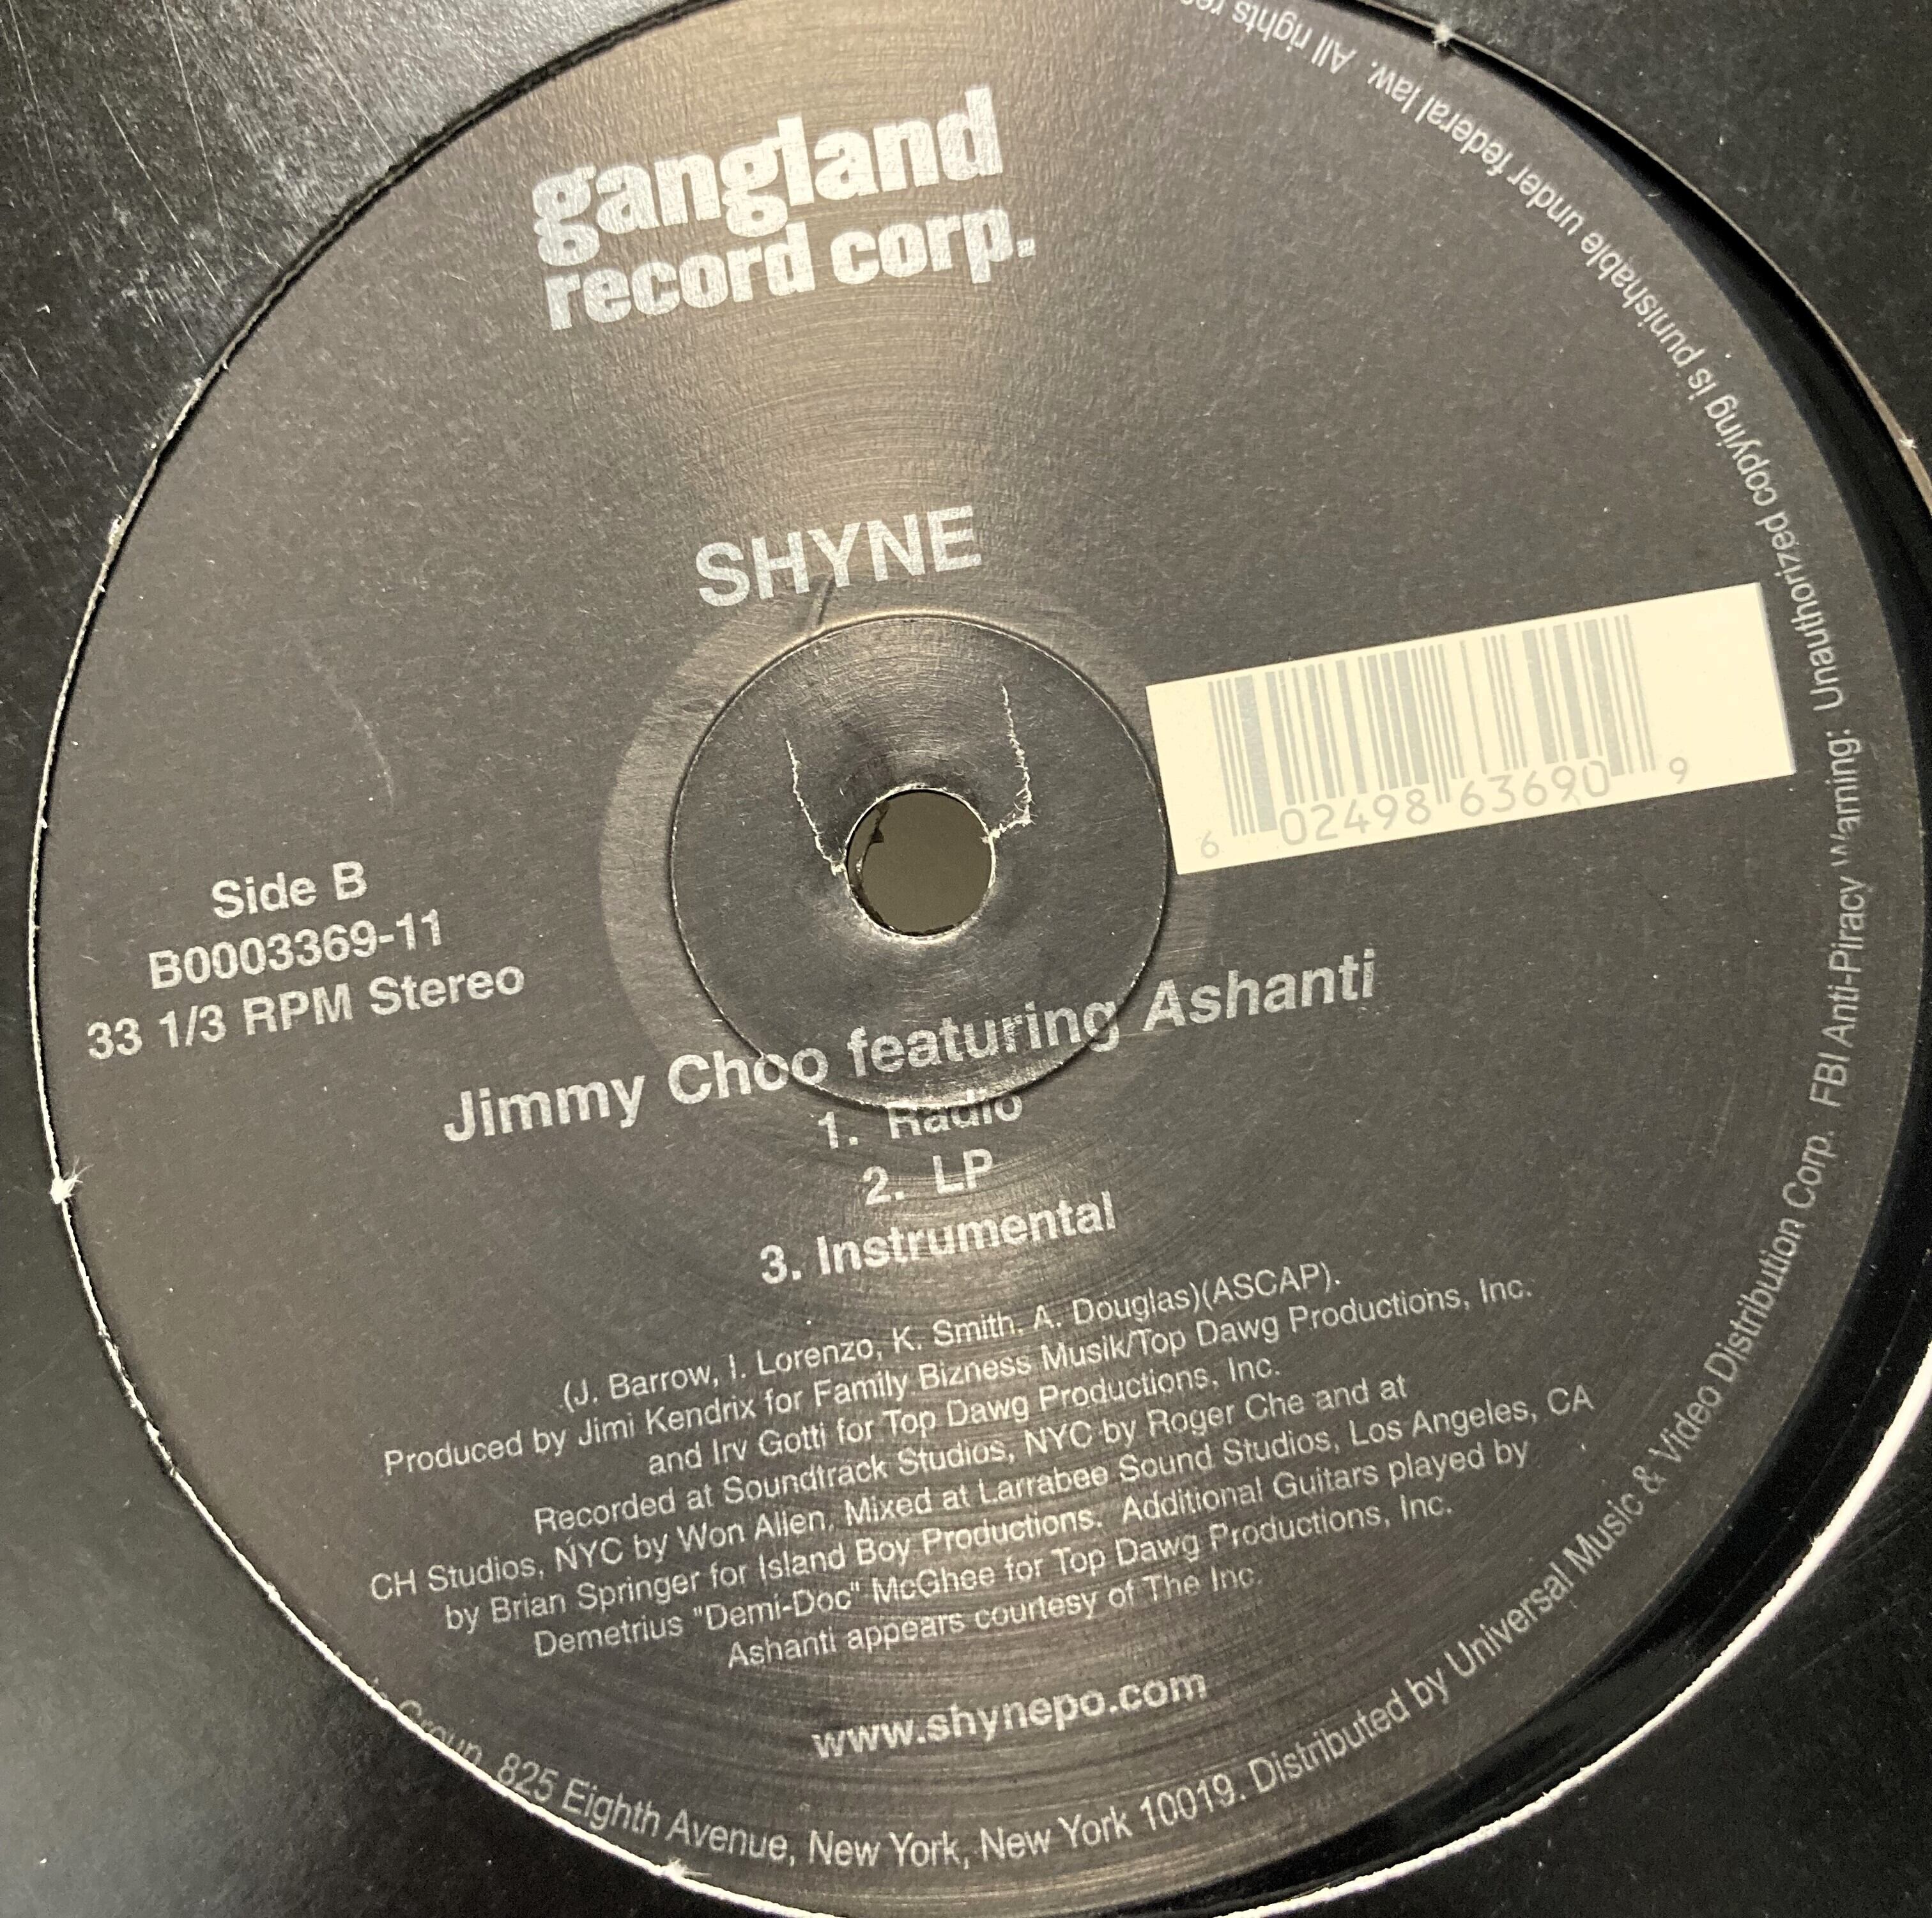 gangland
record corp.
SHYNE
6 02498 63690 9
Side B
B0003369-11
33 1/3 RPM Stereo
Jimmy Choo featuring Ashanti
1. Radio
2. LP
3. Instrumental
(J. Barrow, I. Lorenzo, K. Smith, A. Douglas)(ASCAP).
Produced by Jimi Kendrix for Family Bizness Musik/Top Dawg Productions, Inc.
and Irv Gotti for Top Dawg Productions, Inc.
Recorded at Soundtrack Studios, NYC by Roger Che and at
CH Studios, NYC by Won Allen. Mixed at Larrabee Sound Studios, Los Angeles, CA
by Brian Springer for Island Boy Productions. Additional Guitars played by
Demetrius "Demi-Doc" McGhee for Top Dawg Productions, Inc.
Ashanti appears courtesy of The Inc.
www.shynepo.com
Group, 825 Eighth Avenue, New York, New York 10019. Distributed by Universal Music & Video Distribution Corp. FBI Anti-Piracy Warning: Unauthorized copying is punishable under federal law. All rights